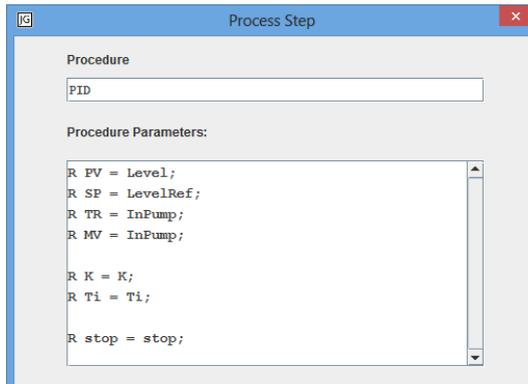 JG
Process Step
×
Procedure
PID
Procedure Parameters:
R PV = Level;
R SP = LevelRef;
R TR = InPump;
R MV = InPump;
R K = K;
R Ti = Ti;
R stop = stop;